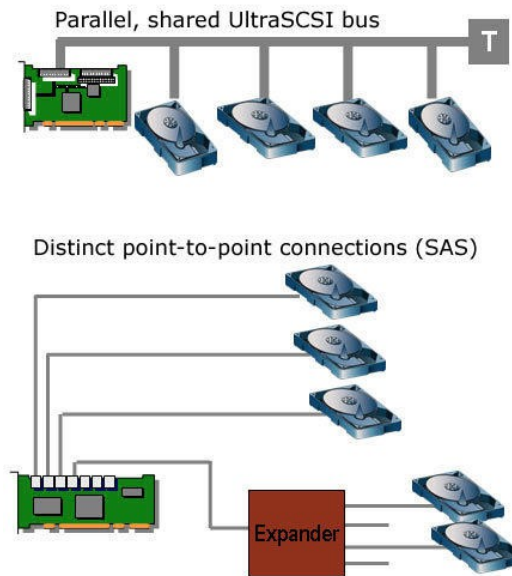 Parallel, shared UltraSCSI bus
T
Distinct point-to-point connections (SAS)
Expander